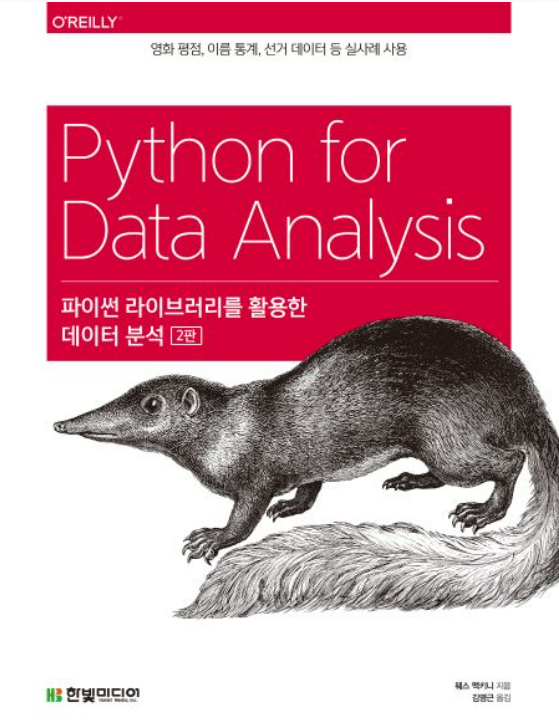 O'REILLY®
영화 평점, 이름 통계, 선거 데이터 등 실사례 사용
Python for
Data Analysis
파이썬 라이브러리를 활용한
데이터 분석 2판
한빛미디어
Hanbit Media, Inc.
웨스 맥키니 지음
김영근 옮김